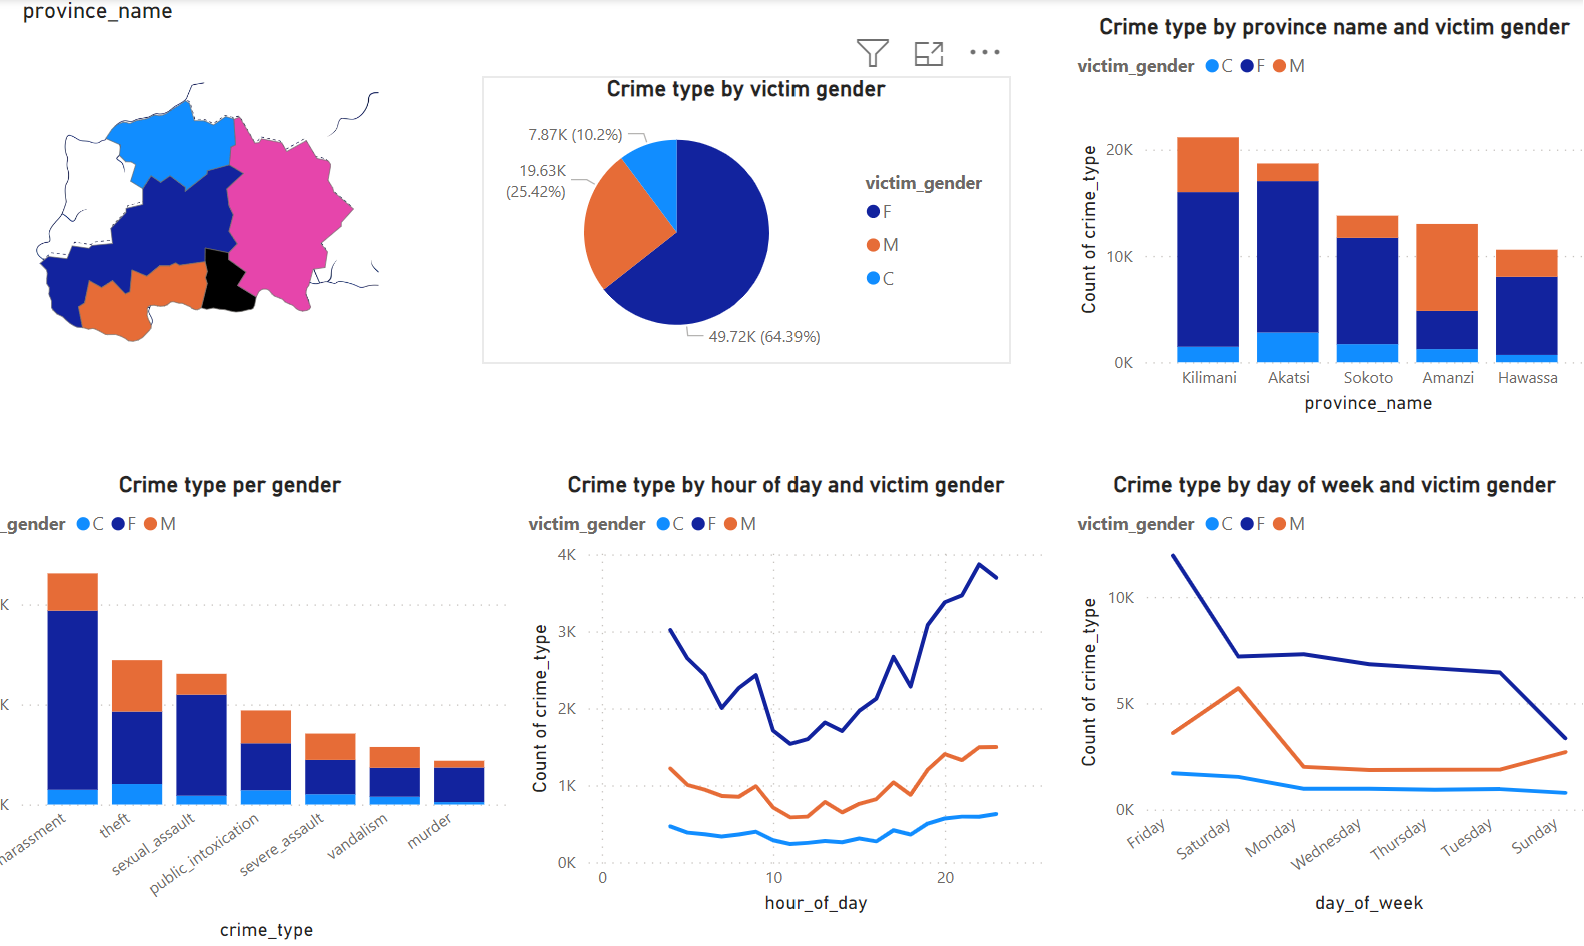 province_name
Crime type by victim gender
7.87K (10.2%)
19.63K
(25.42%)
49.72K (64.39%)
victim_gender
F
M
C
Crime type by province name and victim gender
victim_gender C F M
Count of crime_type
20K
10K
0K
Kilimani Akatsi Sokoto Amanzi Hawassa
province_name
Crime type per gender
_gender C F M
K
K
K
harassment theft sexual_assault public_intoxication severe_assault vandalism murder
crime_type
Crime type by hour of day and victim gender
victim_gender C F M
Count of crime_type
4K
3K
2K
1K
0K
0 10 20
hour_of_day
Crime type by day of week and victim gender
victim_gender C F M
Count of crime_type
10K
5K
0K
Friday Saturday Monday Wednesday Thursday Tuesday Sunday
day_of_week